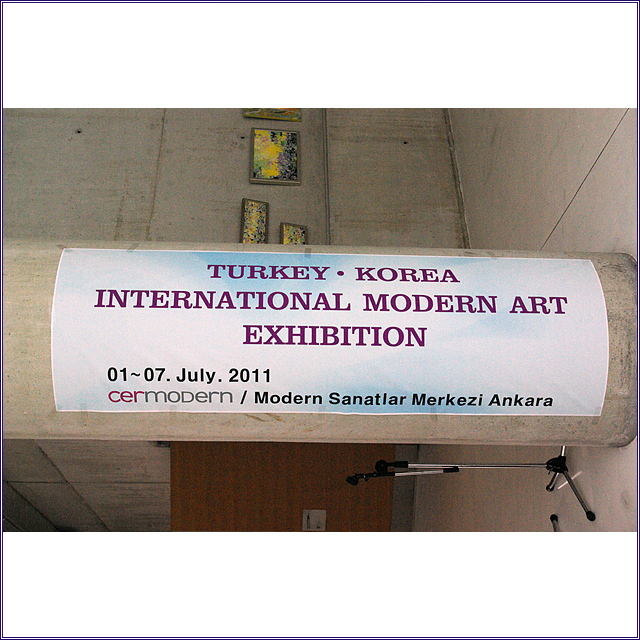 TURKEY • KOREA
INTERNATIONAL MODERN ART
EXHIBITION
01~07. July. 2011
cermodern / Modern Sanatlar Merkezi Ankara